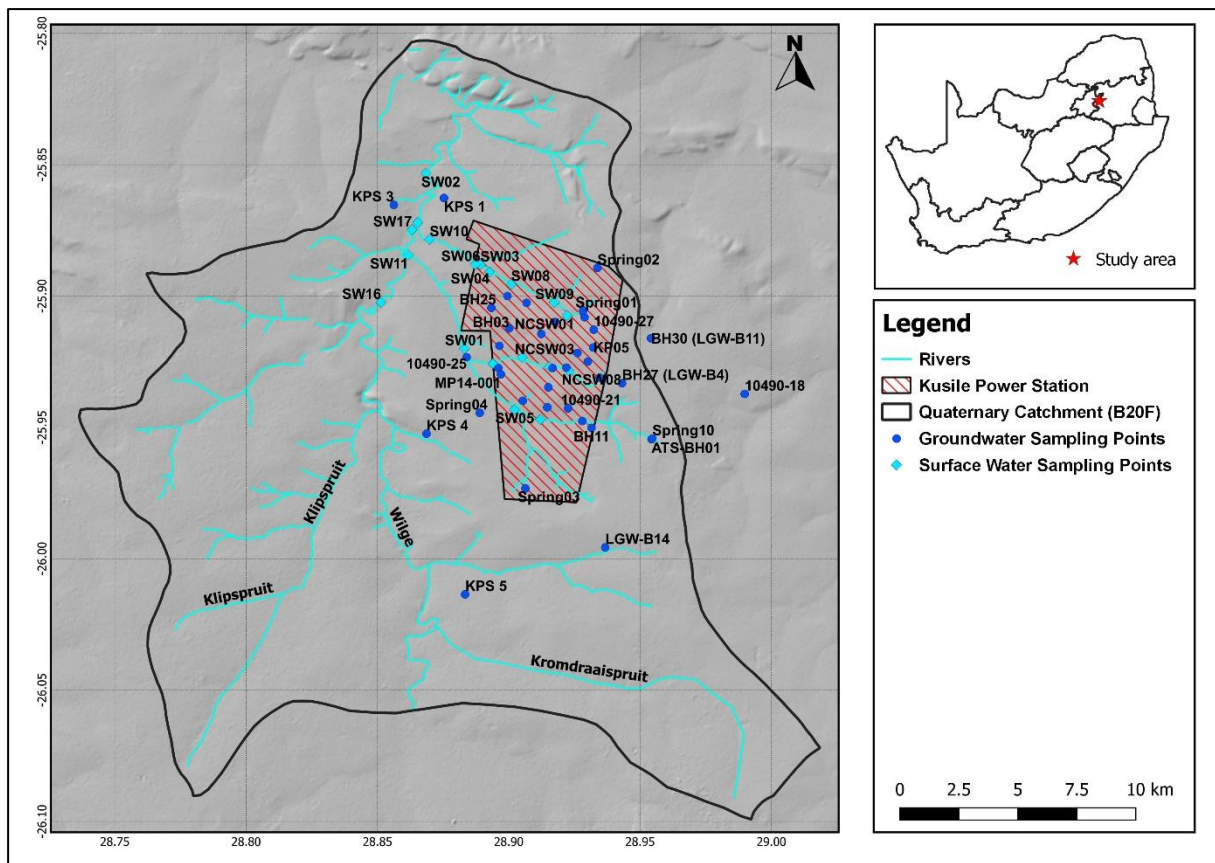 -25.80
-25.85
-25.90
-25.95
-26.00
-26.05
-26.10
28.75
28.80
28.85
28.90
28.95
29.00
N
SW02
KPS 3
KPS 1
SW17
SW10
SW11
SW06
SW03
Spring02
SW04
SW08
SW16
BH25
SW09
Spring01
BH03
NCSW01
10490-27
SW01
NCSW03
KP05
BH30 (LGW-B11)
10490-25
MP14-001
NCSW08
BH27 (LGW-B4)
10490-18
Spring04
10490-21
KPS 4
SW05
BH11
Spring10
ATS-BH01
Spring03
Klipspruit
Wilge
LGW-B14
KPS 5
Klipspruit
Kromdraaispruit
Study area
Legend
Rivers
Kusile Power Station
Quaternary Catchment (B20F)
Groundwater Sampling Points
Surface Water Sampling Points
0 2.5 5 7.5 10 km